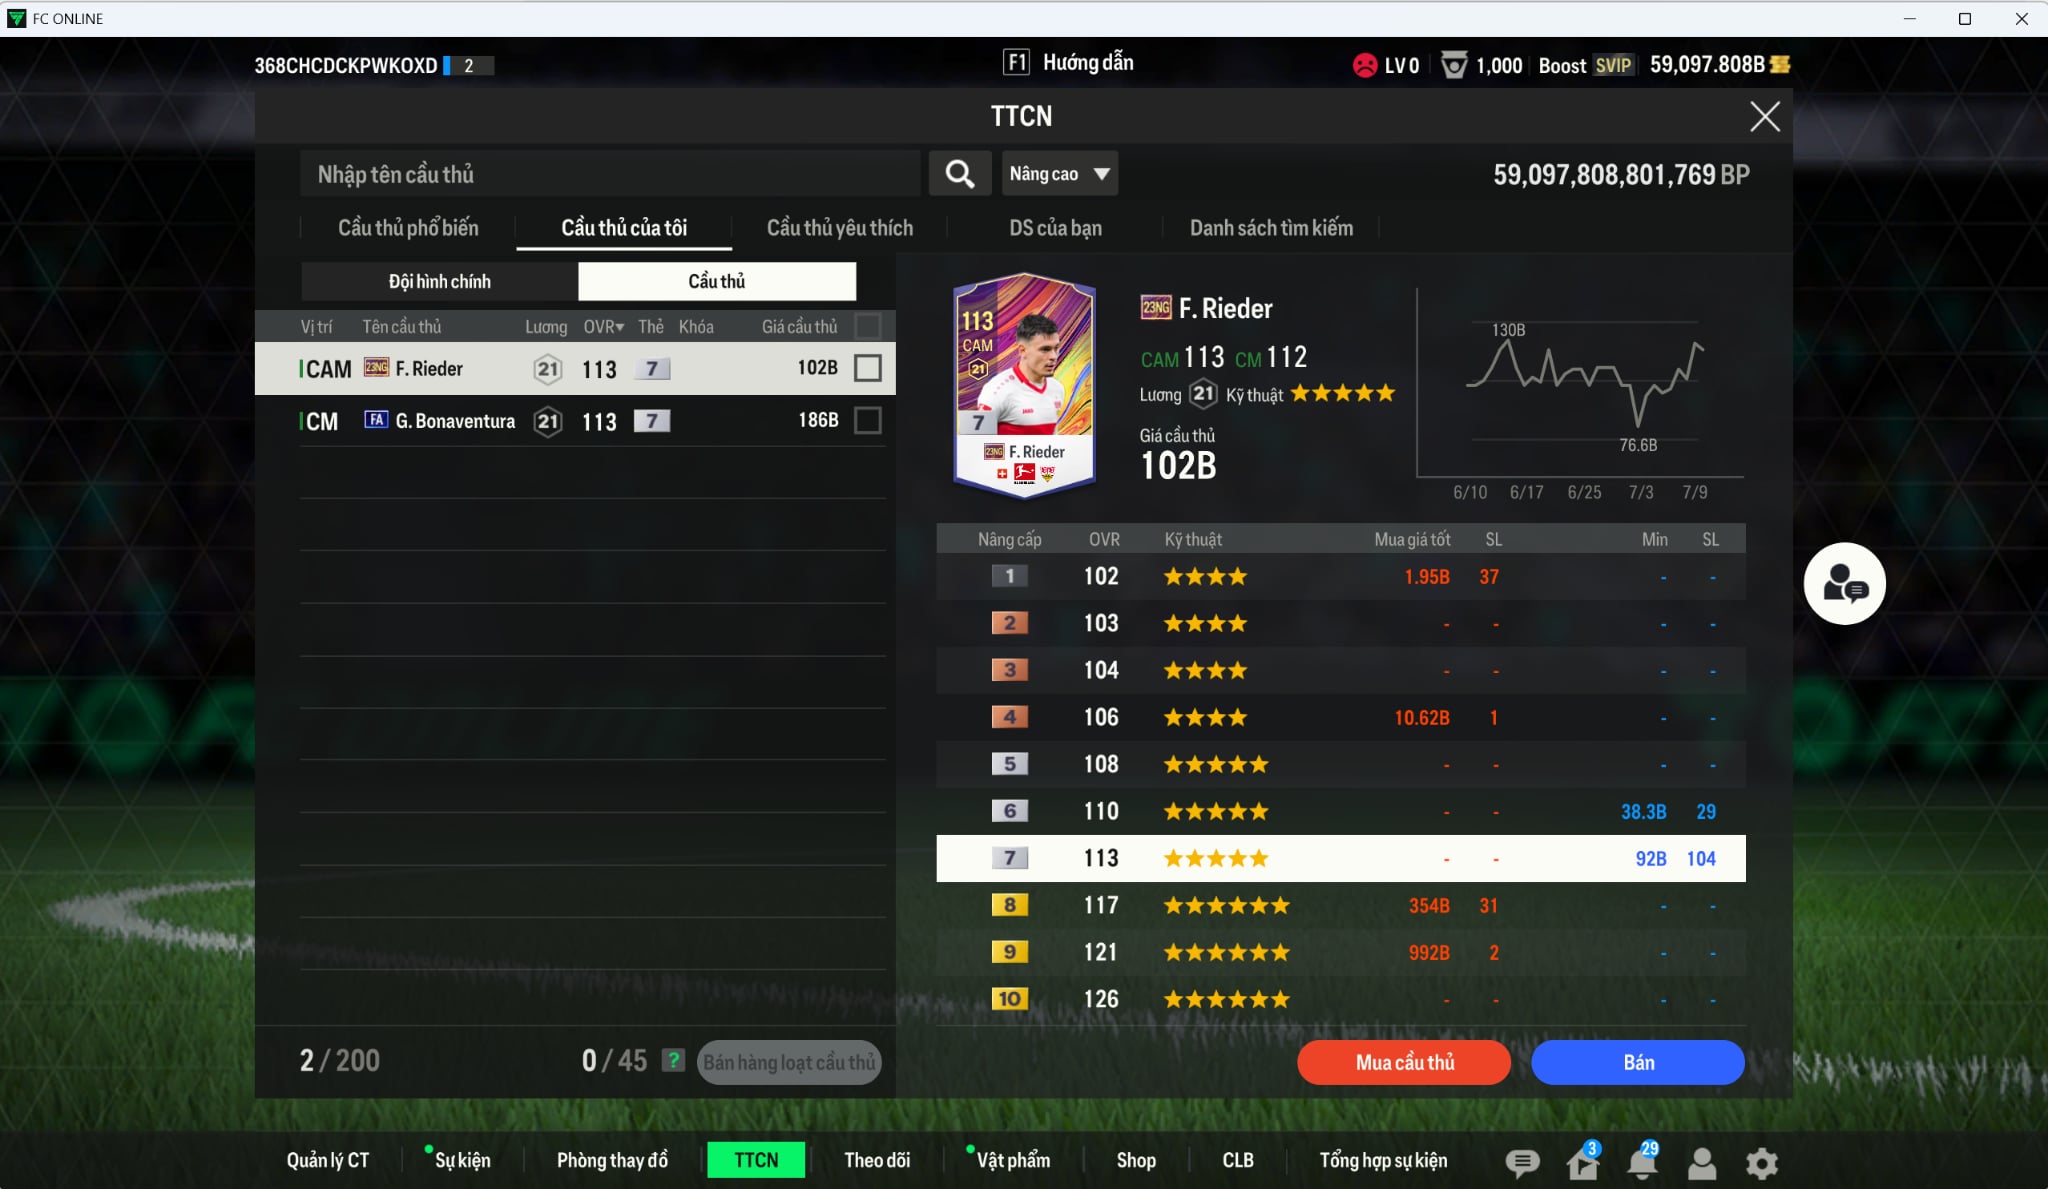 FC ONLINE
368CHCDCKPWKOXD 2
F1 Hướng dẫn
LV 0 1,000 Boost SVIP 59,097.808B
TTCN
Nhập tên cầu thủ
Nâng cao
59,097,808,801,769 BP
Cầu thủ phổ biến Cầu thủ của tôi Cầu thủ yêu thích DS của bạn Danh sách tìm kiếm
Đội hình chính Cầu thủ
Vị trí Tên cầu thủ Lương OVR▾ Thẻ Khóa Giá cầu thủ
CAM 23NG F. Rieder 21 113 7 102B
CM FA G. Bonaventura 21 113 7 186B
2 / 200
0 / 45 ? Bán hàng loạt cầu thủ
113
CAM
21
7
23NG F. Rieder
23NG F. Rieder
CAM 113 CM 112
Lương 21 Kỹ thuật ★★★★★
Giá cầu thủ
102B
130B
76.6B
6/10 6/17 6/25 7/3 7/9
Nâng cấp OVR Kỹ thuật Mua giá tốt SL Min SL
1 102 ★★★★ 1.95B 37 - -
2 103 ★★★★ - - - -
3 104 ★★★★ - - - -
4 106 ★★★★ 10.62B 1 - -
5 108 ★★★★★ - - - -
6 110 ★★★★★ - - 38.3B 29
7 113 ★★★★★ - - 92B 104
8 117 ★★★★★★ 354B 31 - -
9 121 ★★★★★★ 992B 2 - -
10 126 ★★★★★★ - - - -
Mua cầu thủ Bán
Quản lý CT Sự kiện Phòng thay đồ TTCN Theo dõi Vật phẩm Shop CLB Tổng hợp sự kiện 3 29